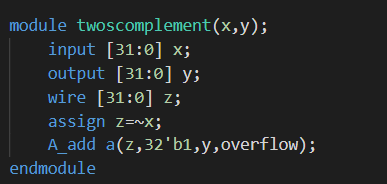 module twoscomplement(x,y);
    input [31:0] x;
    output [31:0] y;
    wire [31:0] z;
    assign z=~x;
    A_add a(z,32'b1,y,overflow);
endmodule